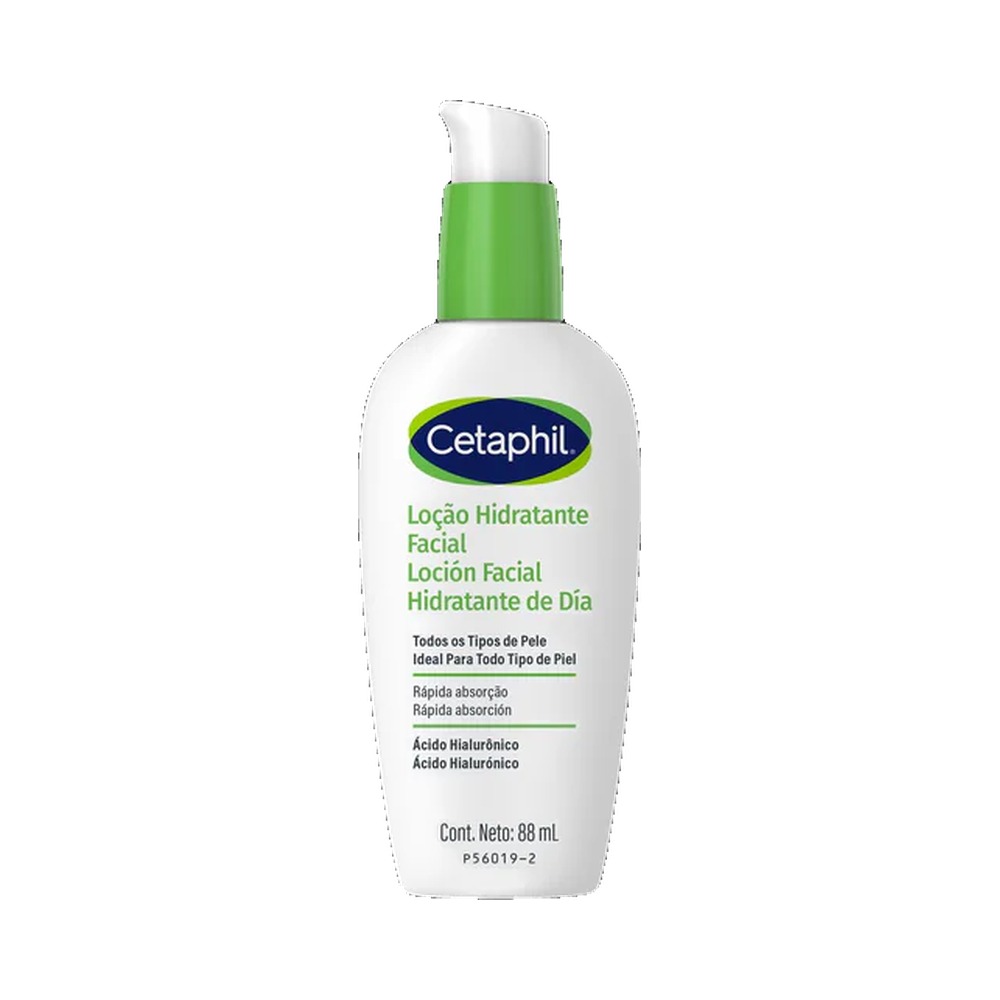 Cetaphil®
Loção Hidratante
Facial
Loción Facial
Hidratante de Día
Todos os Tipos de Pele
Ideal Para Todo Tipo de Piel
Rápida absorção
Rápida absorción
Ácido Hialurônico
Ácido Hialurónico
Cont. Neto: 88 mL
P56019-2